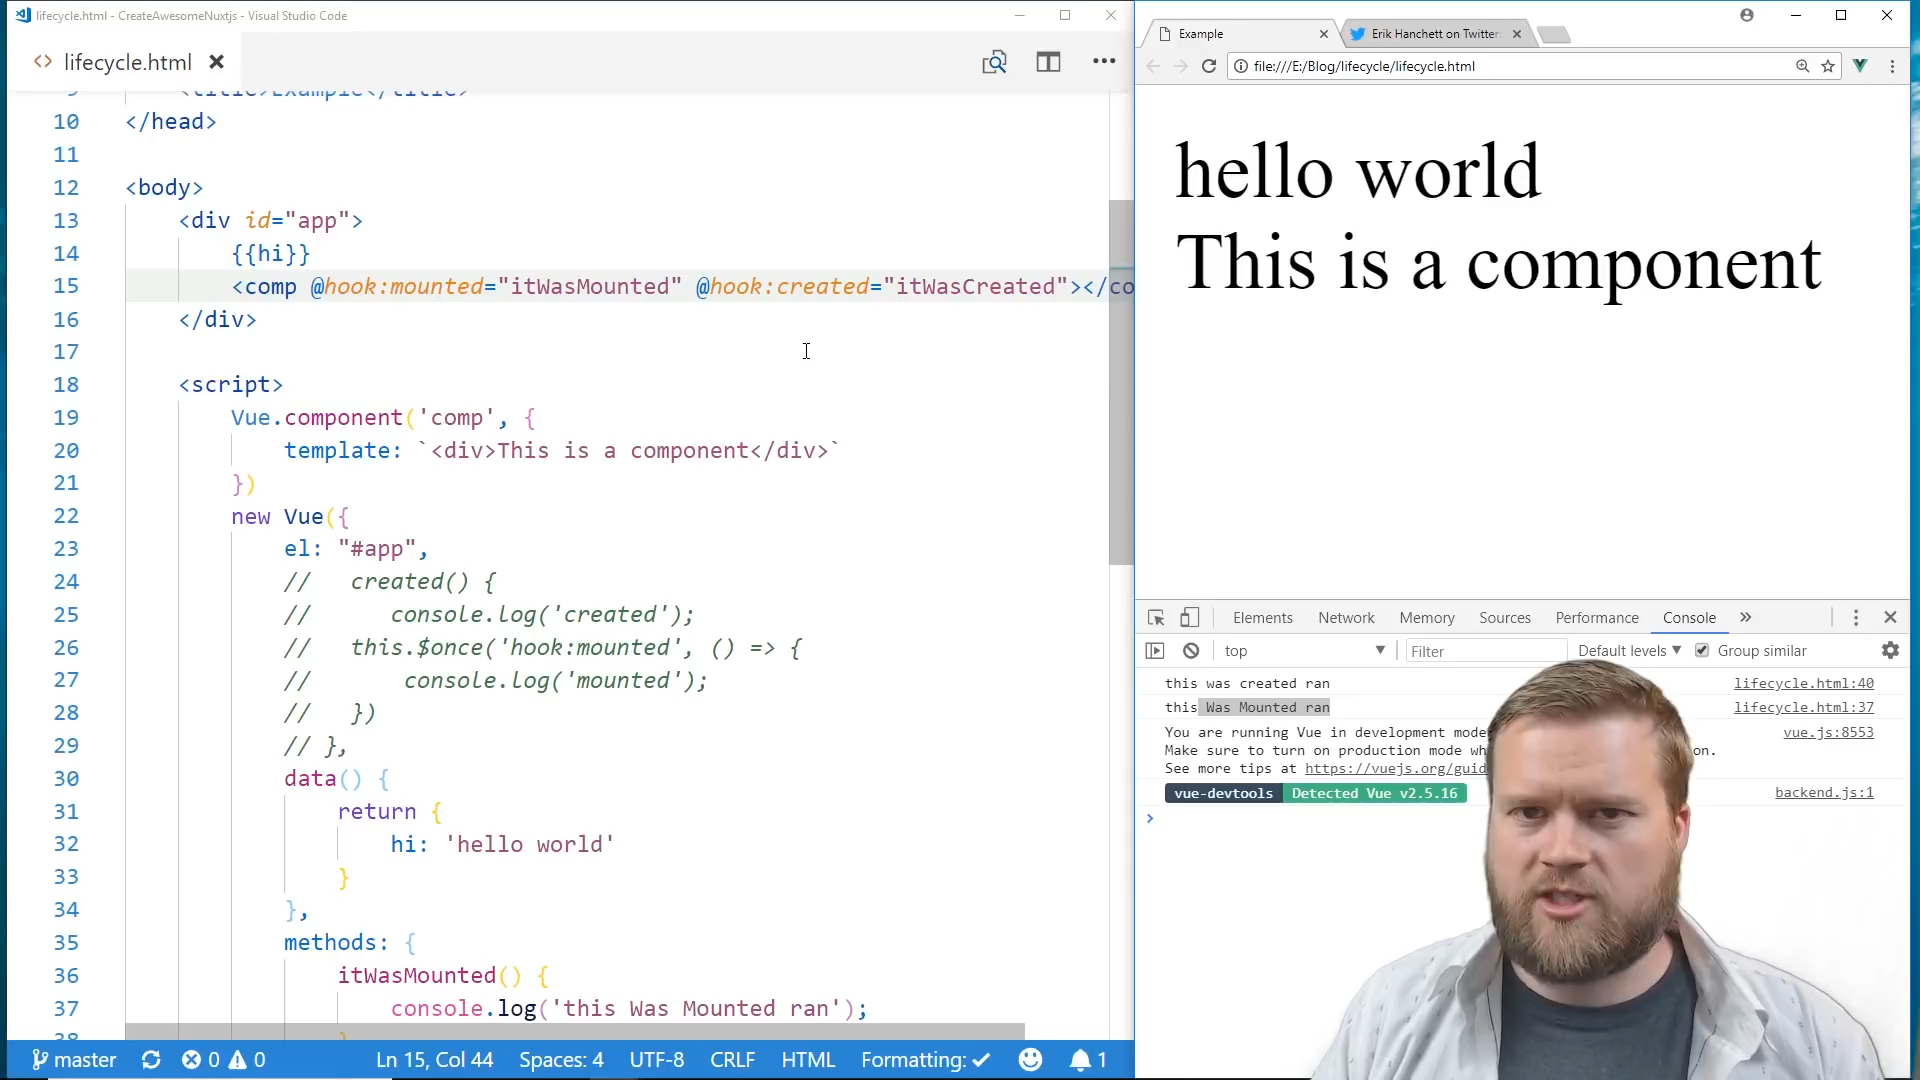 lifecycle.html - CreateAwesomeNuxtjs - Visual Studio Code
lifecycle.html
9 <title>Example</title>
10 </head>
11
12 <body>
13 <div id="app">
14 {{hi}}
15 <comp @hook:mounted="itWasMounted" @hook:created="itWasCreated"></co
16 </div>
17
18 <script>
19 Vue.component('comp', {
20 template: `<div>This is a component</div>`
21 })
22 new Vue({
23 el: "#app",
24 //   created() {
25 //      console.log('created');
26 //   this.$once('hook:mounted', () => {
27 //       console.log('mounted');
28 //   })
29 // },
30 data() {
31 return {
32 hi: 'hello world'
33 }
34 },
35 methods: {
36 itWasMounted() {
37 console.log('this Was Mounted ran');
38 }
master 0 0 Ln 15, Col 44 Spaces: 4 UTF-8 CRLF HTML Formatting: ✓ 1
Example
Erik Hanchett on Twitter:
file:///E:/Blog/lifecycle/lifecycle.html
hello world
This is a component
Elements Network Memory Sources Performance Console »
top Filter Default levels ▼ Group similar
this was created ran lifecycle.html:40
this Was Mounted ran lifecycle.html:37
You are running Vue in development mode vue.js:8553
Make sure to turn on production mode wh on.
See more tips at https://vuejs.org/guid
vue-devtools Detected Vue v2.5.16 backend.js:1
>